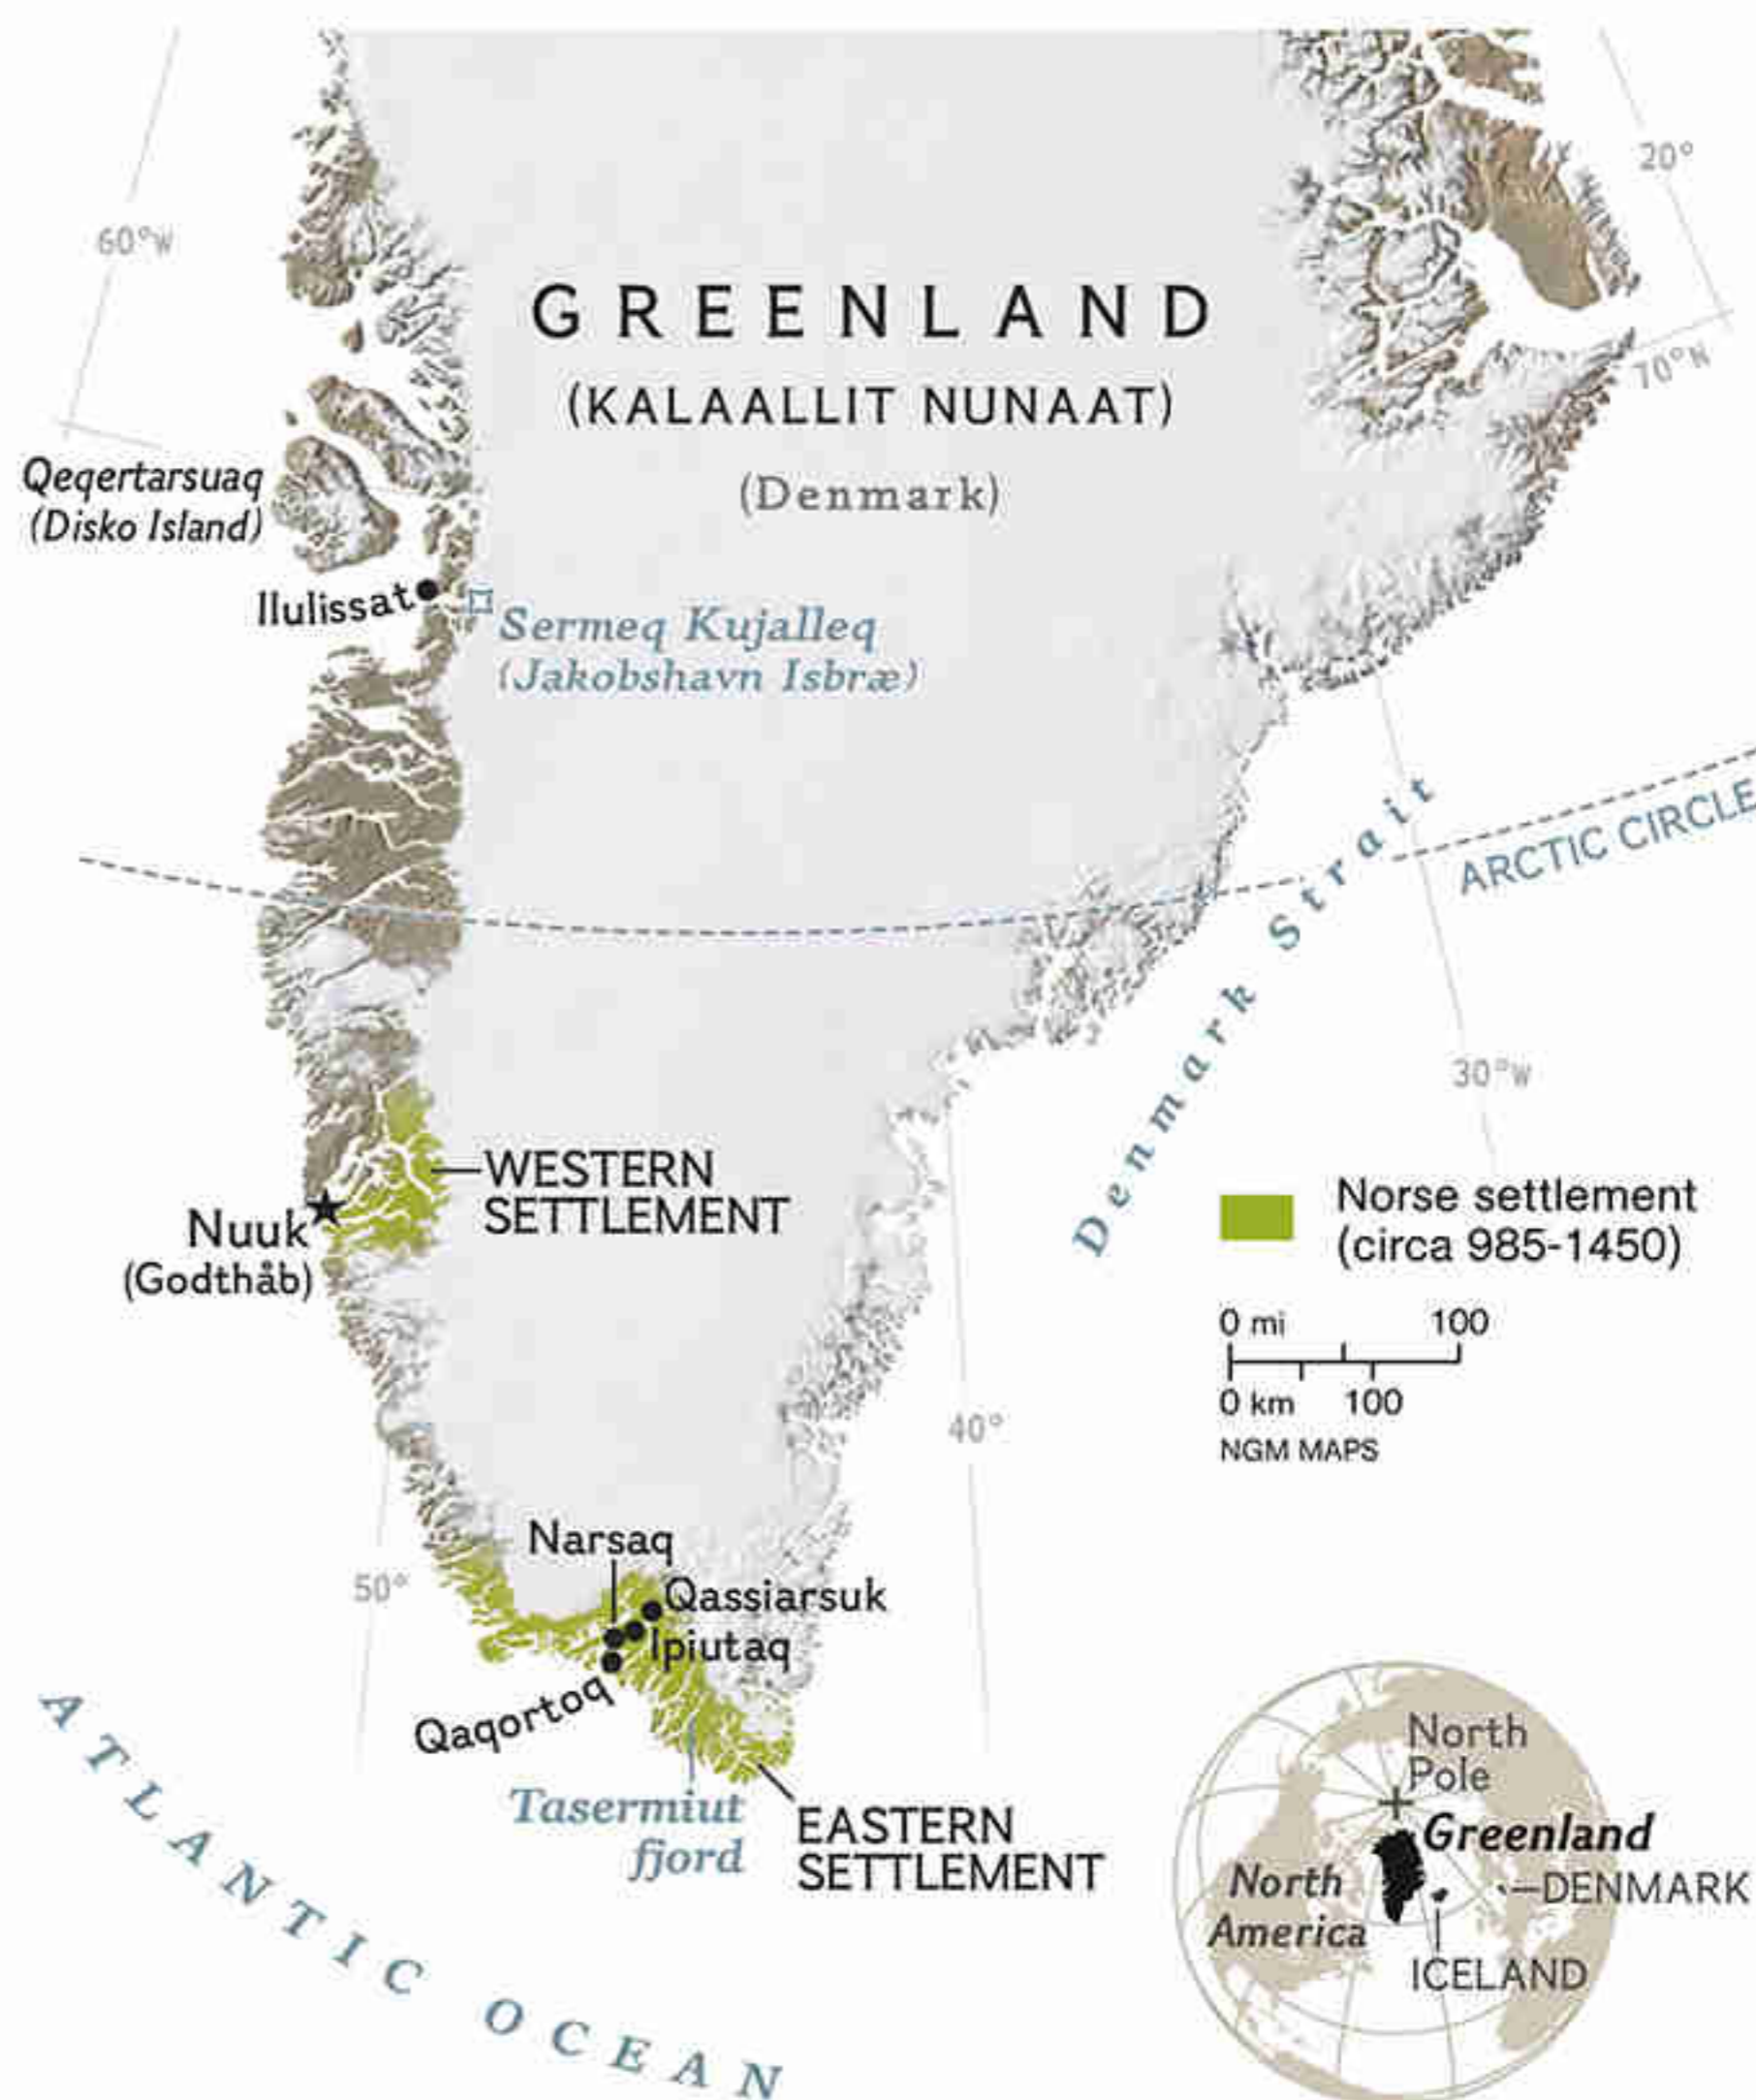 60°W
20°
GREENLAND
(KALAALLIT NUNAAT)
(Denmark)
70°N
Qeqertarsuaq
(Disko Island)
Ilulissat
Sermeq Kujalleq
(Jakobshavn Isbræ)
Denmark Strait
ARCTIC CIRCLE
30°W
WESTERN
SETTLEMENT
Nuuk
(Godthåb)
Norse settlement
(circa 985-1450)
0 mi 100
0 km 100
NGM MAPS
40°
50°
Narsaq
Qassiarsuk
Ipiutaq
Qaqortoq
Tasermiut
fjord
EASTERN
SETTLEMENT
ATLANTIC OCEAN
North
Pole
Greenland
DENMARK
North
America
ICELAND